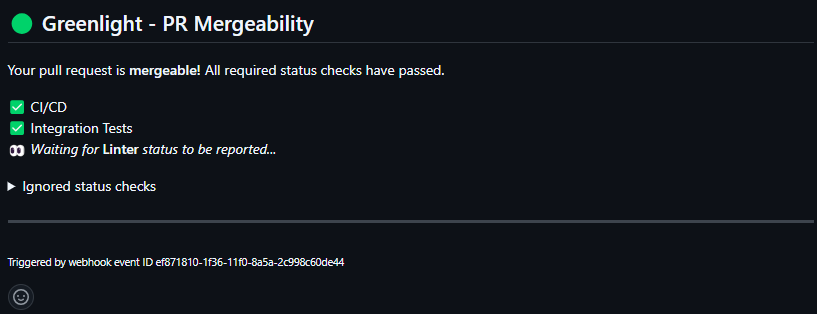 Greenlight - PR Mergeability
Your pull request is mergeable! All required status checks have passed.
CI/CD
Integration Tests
Waiting for Linter status to be reported...
Ignored status checks
Triggered by webhook event ID ef871810-1f36-11f0-8a5a-2c998c60de44